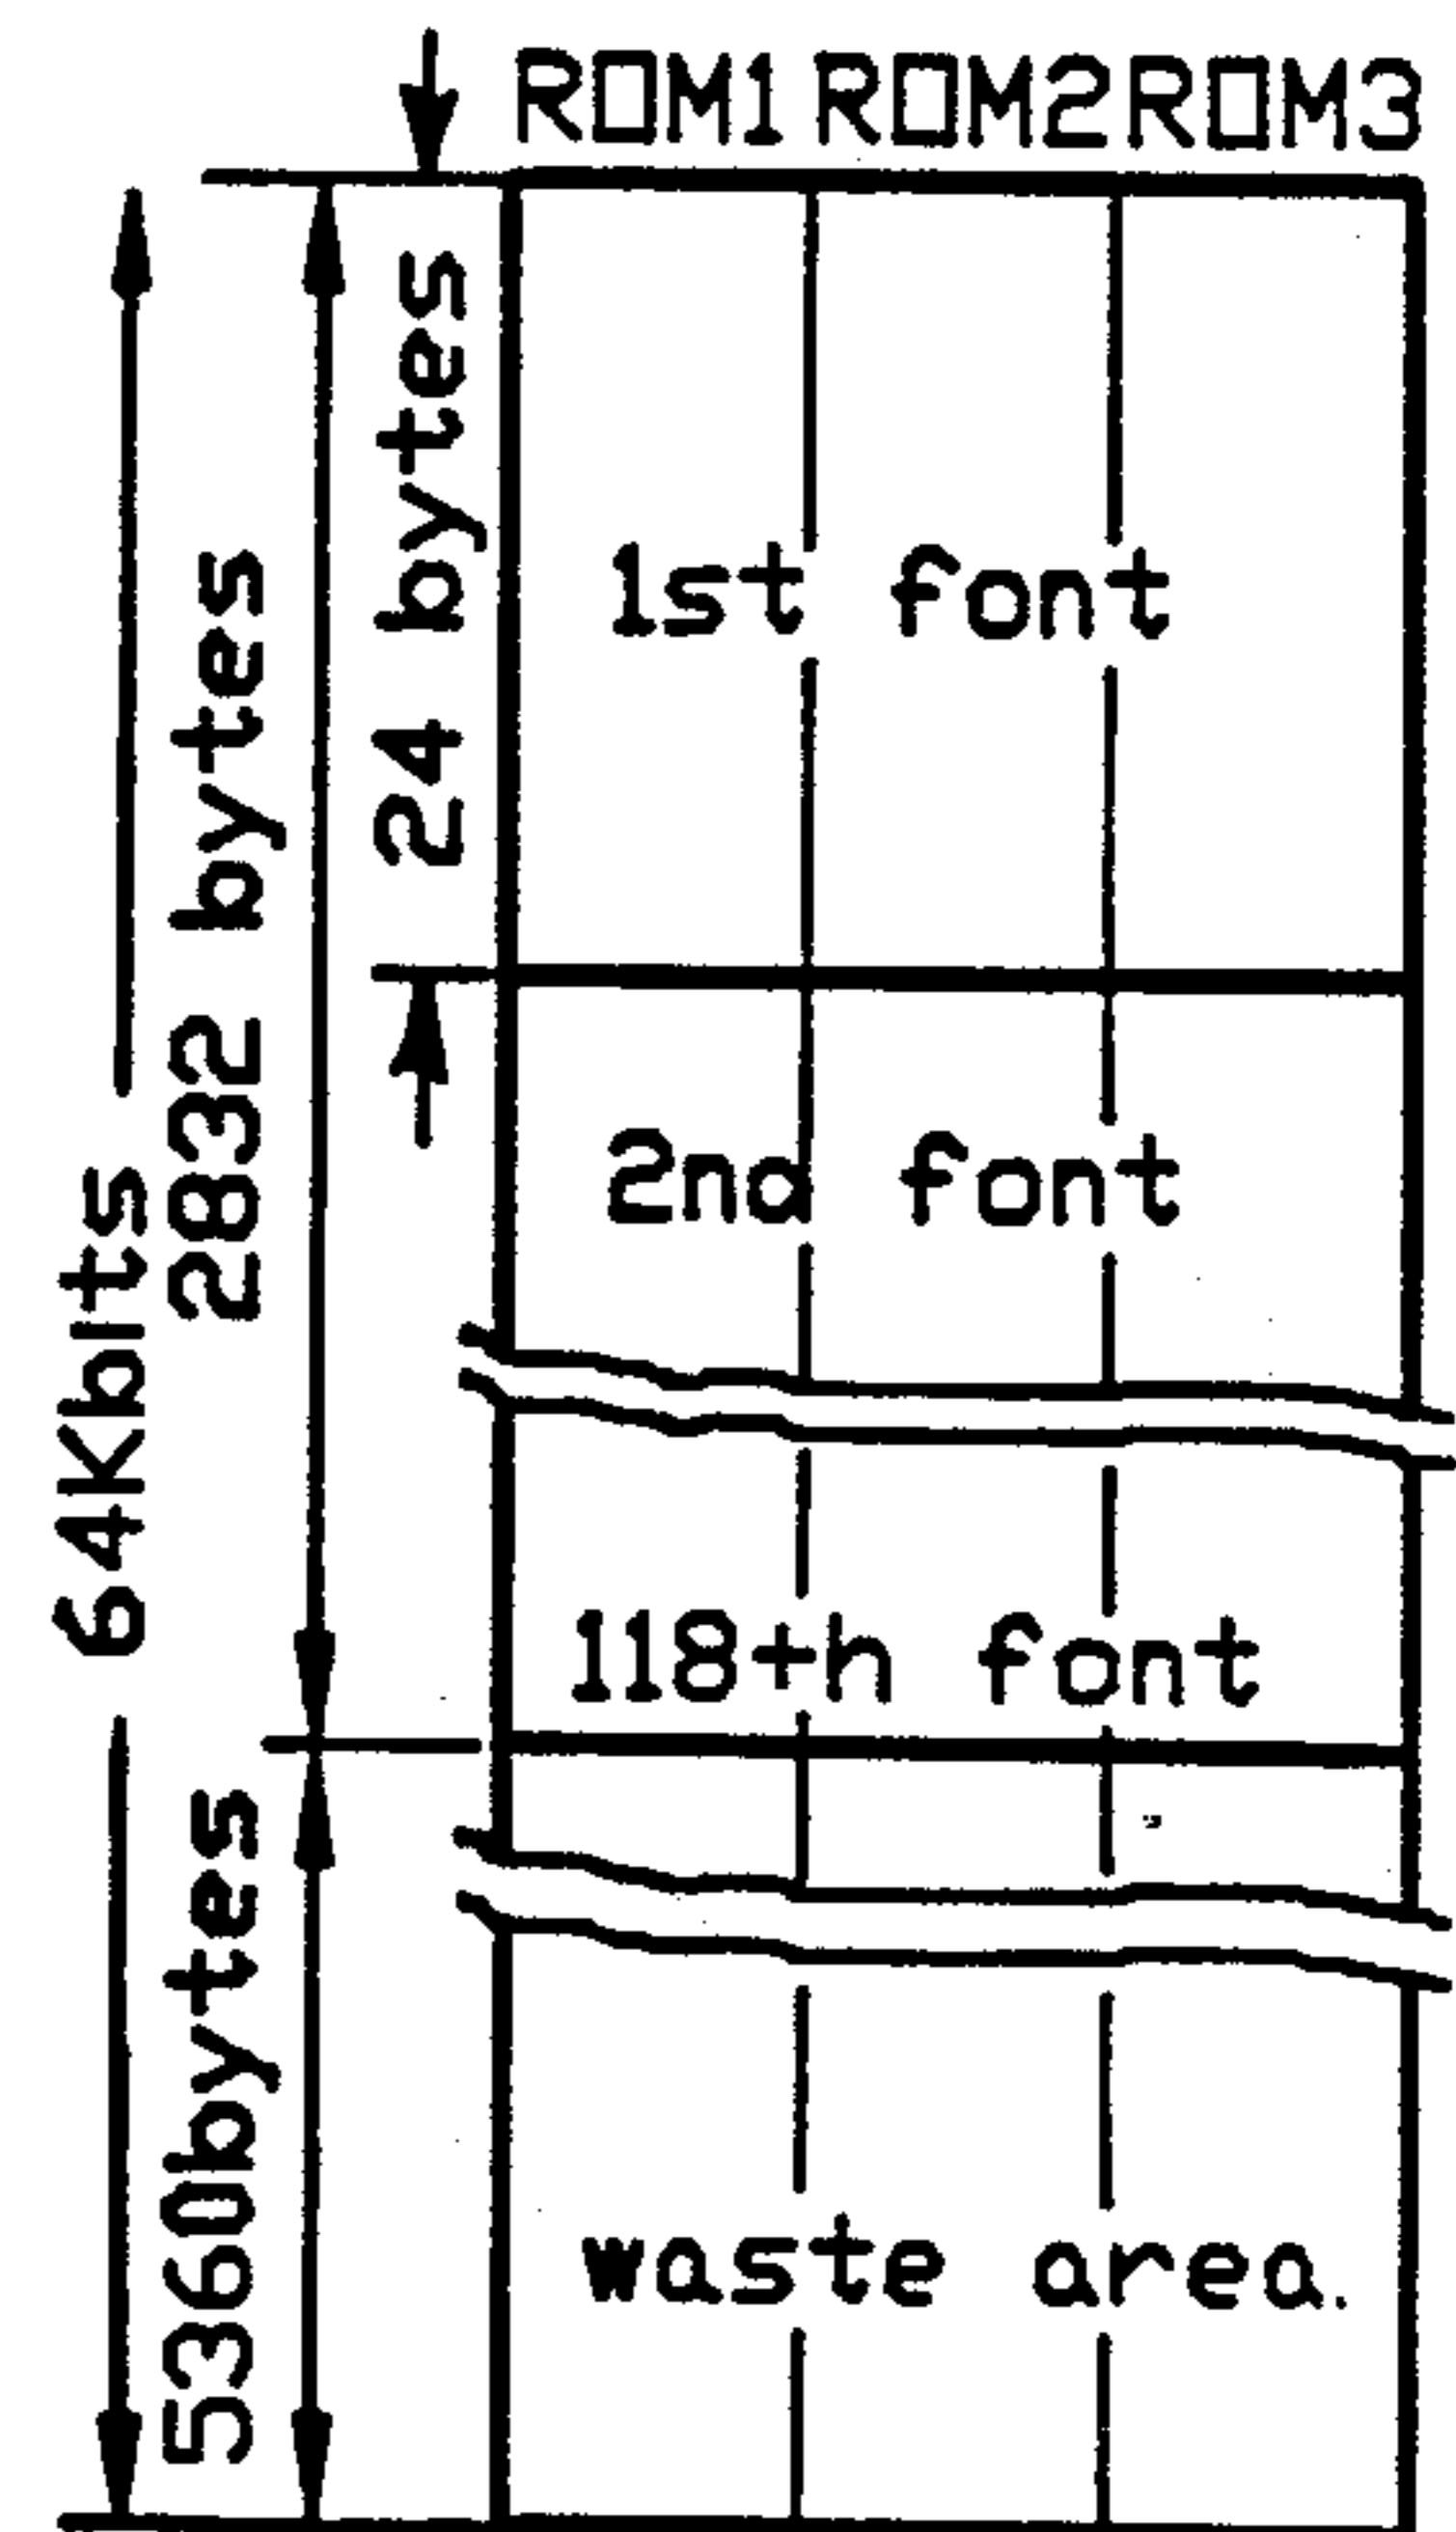 ROM1 ROM2 ROM3
24 bytes
2832 bytes
64Kbits
5360bytes
1st font
2nd font
118th font
waste area.